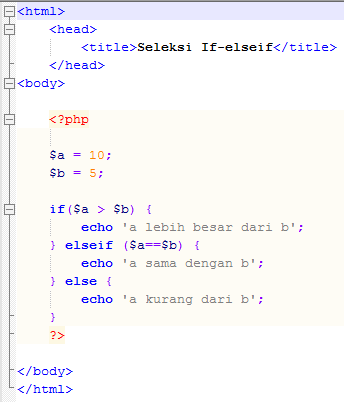 <html>
<head>
<title>Seleksi If-elseif</title>
</head>
<body>
<?php
$a = 10;
$b = 5;
if($a > $b) {
echo 'a lebih besar dari b';
} elseif ($a==$b) {
echo 'a sama dengan b';
} else {
echo 'a kurang dari b';
}
?>
</body>
</html>